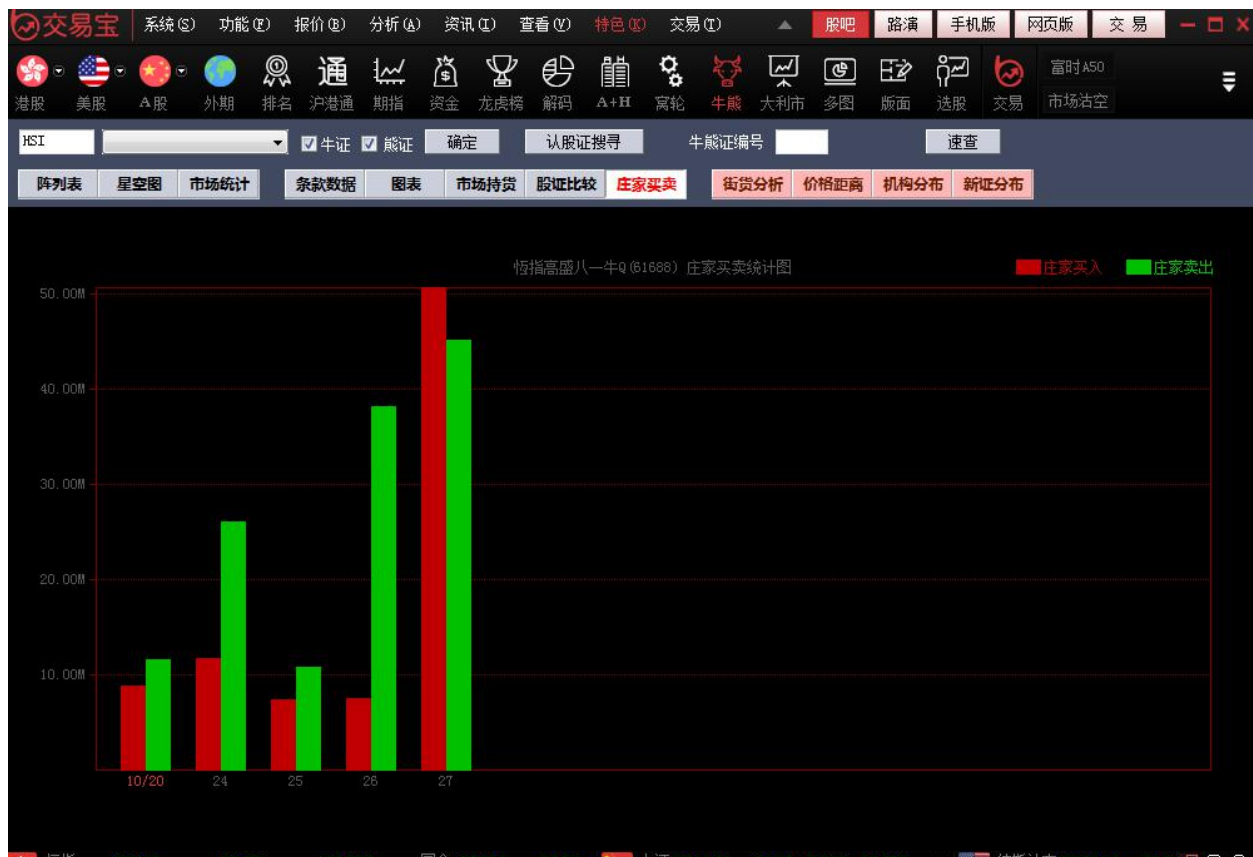 交易宝 系统(S) 功能(F) 报价(B) 分析(A) 资讯(I) 查看(V) 特色(K) 交易(T) 股吧 路演 手机版 网页版 交 易
通 富时A50
港股 美股 A股 外期 排名 沪港通 期指 资金 龙虎榜 解码 A+H 窝轮 牛熊 大利市 多图 版面 选股 交易 市场沽空
HSI 牛证 熊证 确定 认股证搜寻 牛熊证编号 速查
阵列表 星空图 市场统计 条款数据 图表 市场持货 股证比较 庄家买卖 街货分析 价格距离 机构分布 新证分布
恆指高盛八一牛Q(61688) 庄家买卖统计图 庄家买入 庄家卖出
50.00M
40.00M
30.00M
20.00M
10.00M
10/20 24 25 26 27